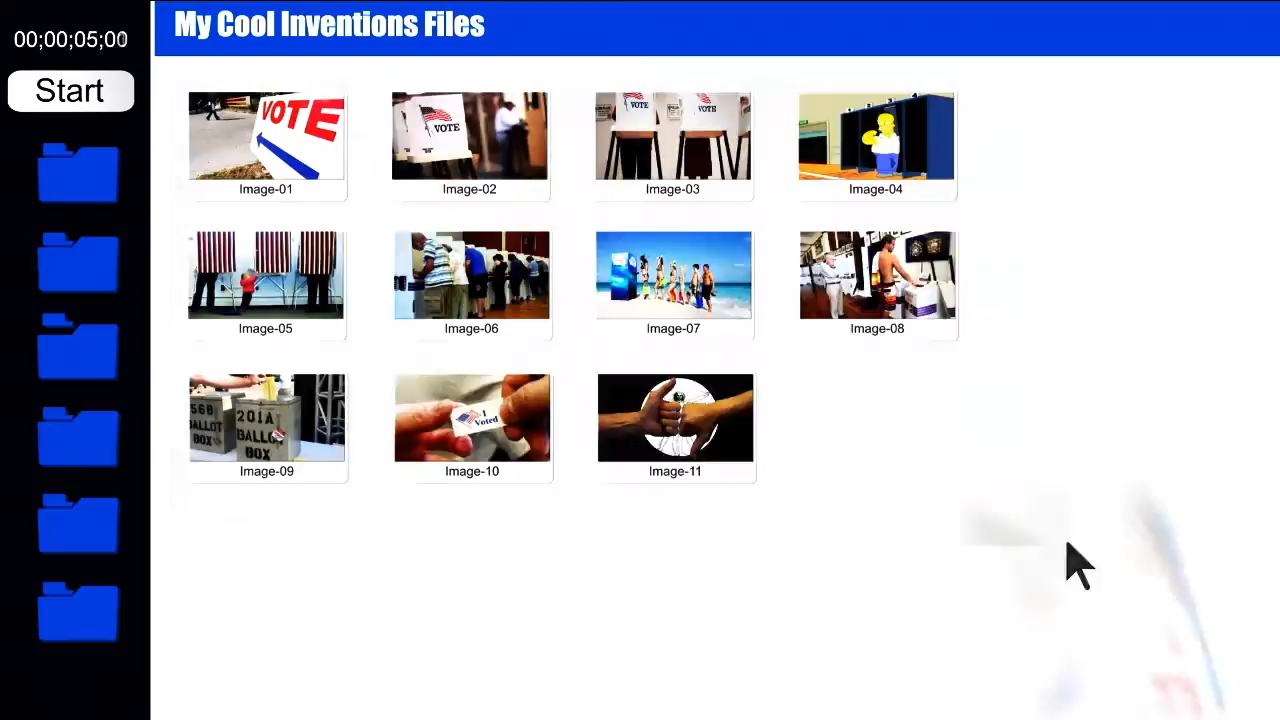 00;00;05;00
My Cool Inventions Files
Start
VOTE
VOTE
VOTE
VOTE
Image-01
Image-02
Image-03
Image-04
Image-05
Image-06
Image-07
Image-08
568
BALLOT
BOX
201A
BALLOT
BOX
I
Voted
Image-09
Image-10
Image-11